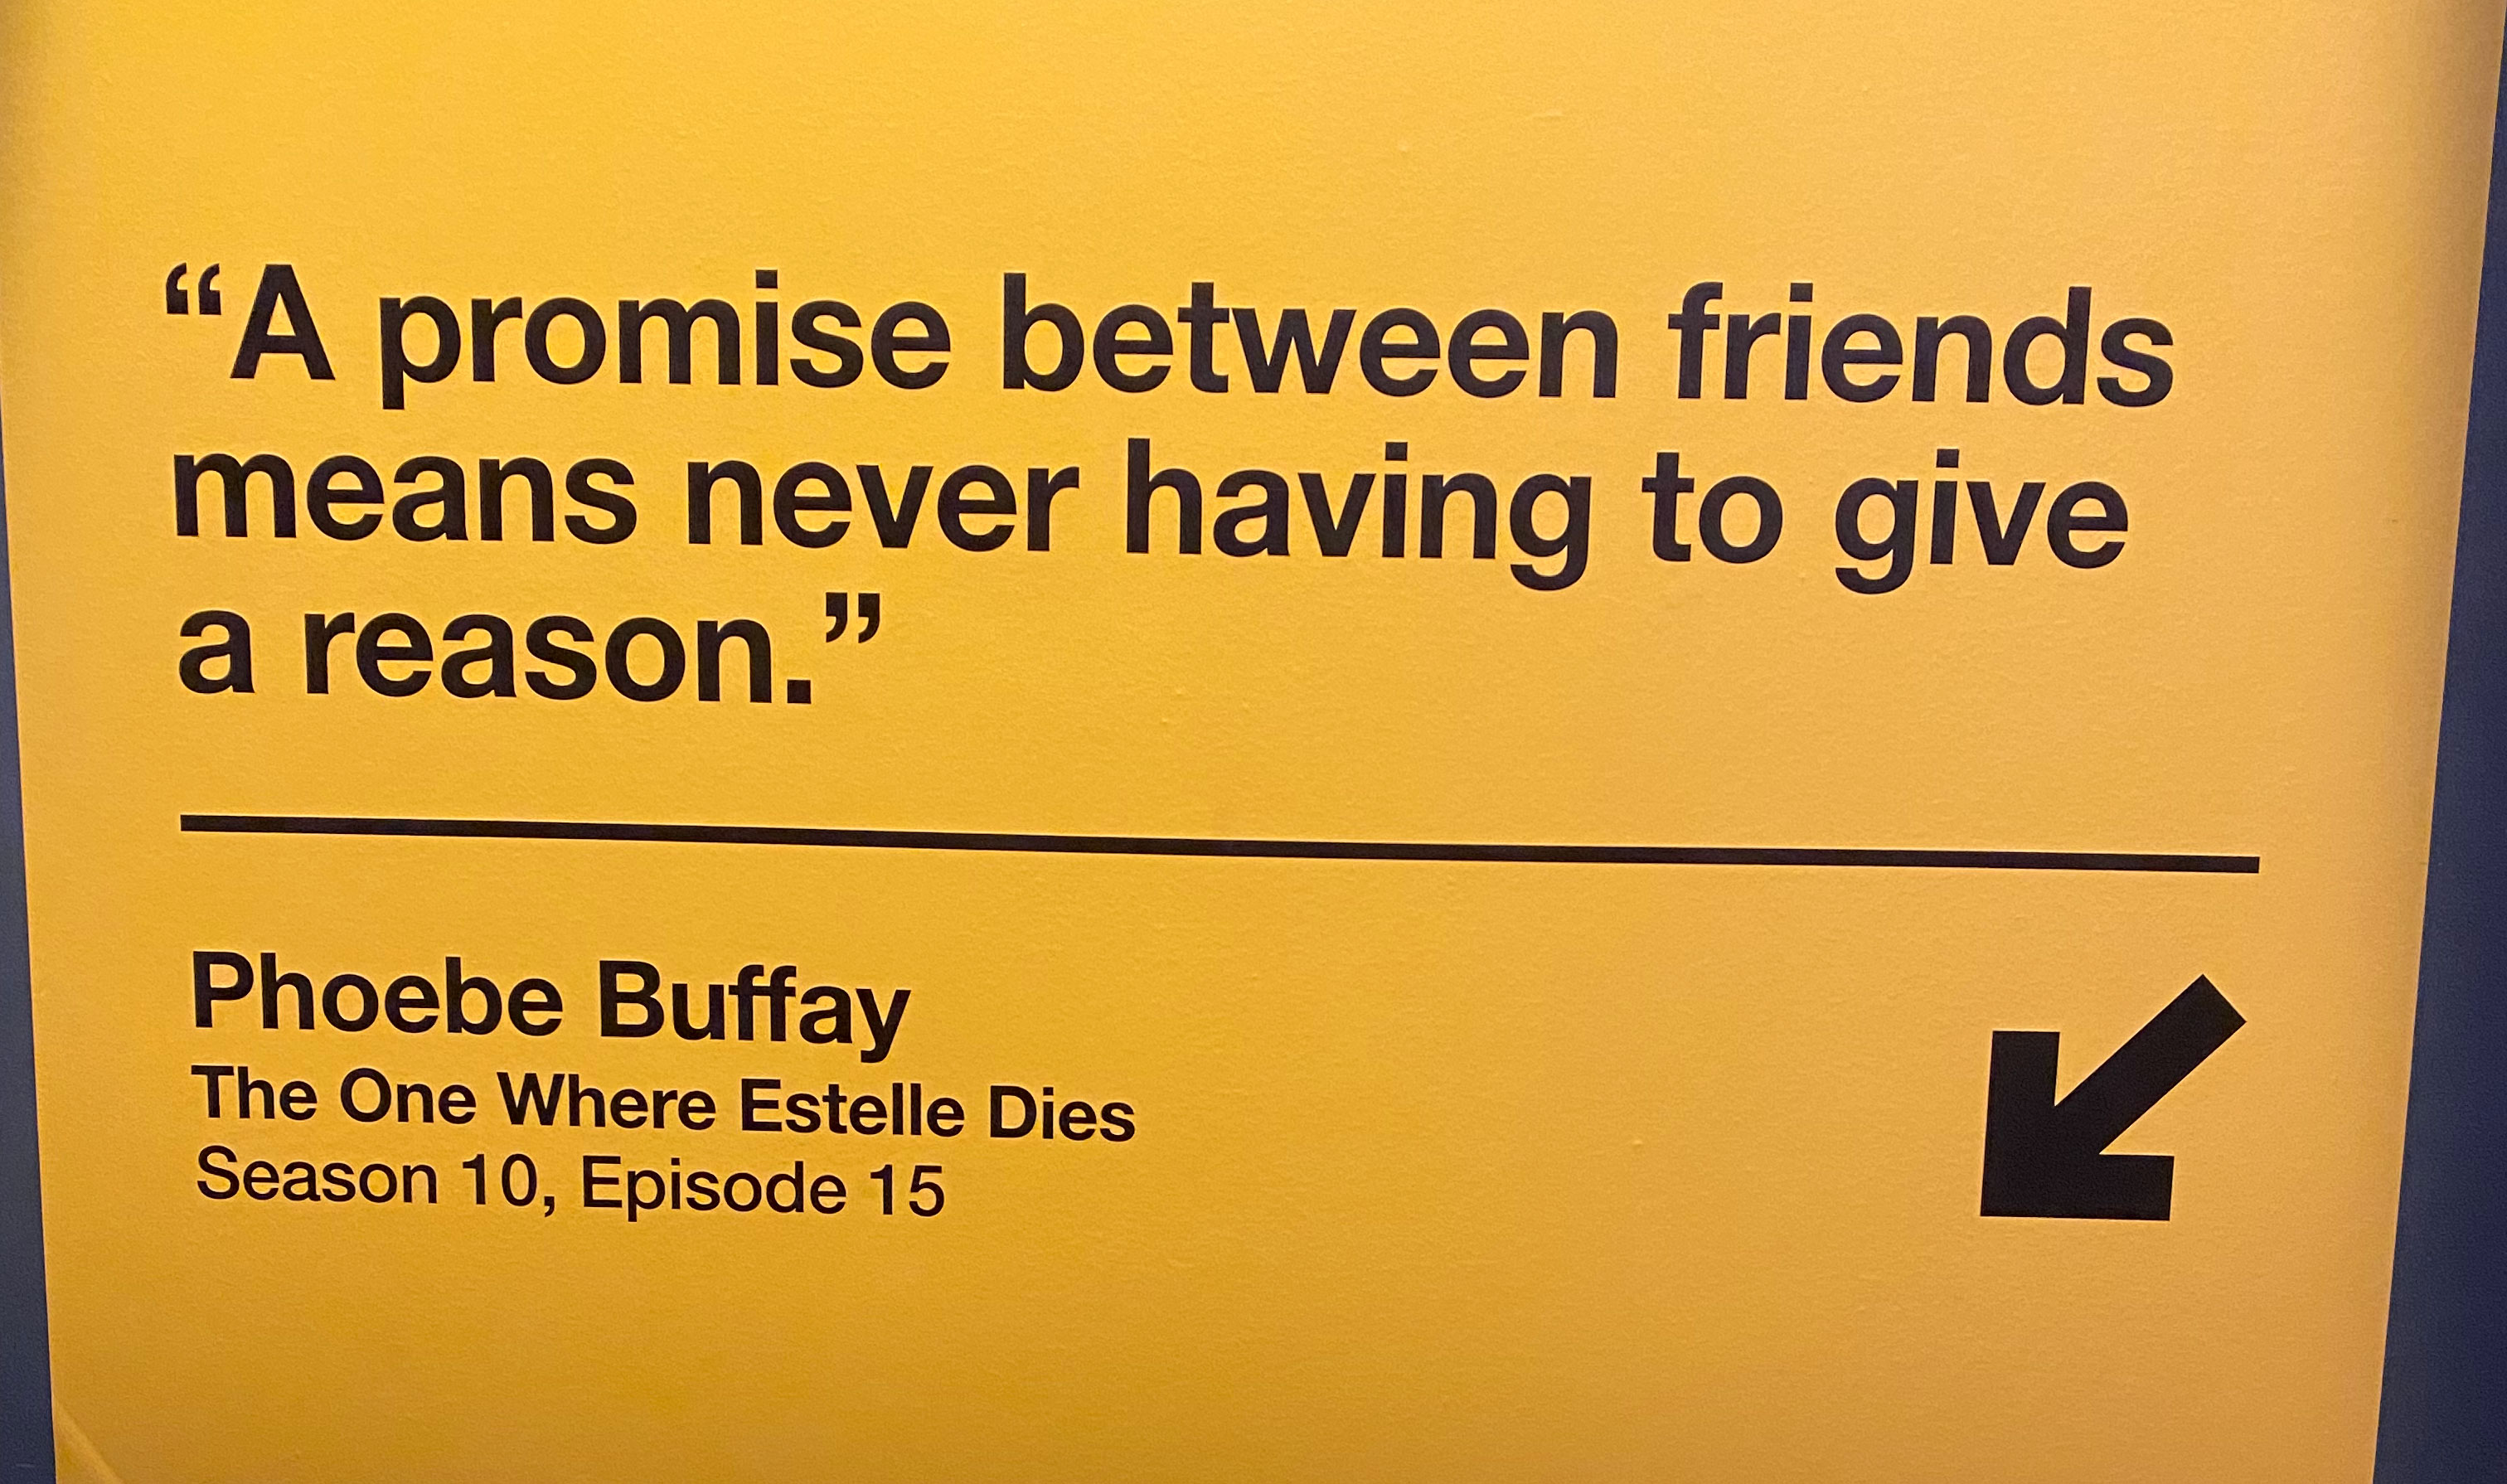 “A promise between friends
means never having to give
a reason.”
Phoebe Buffay
The One Where Estelle Dies
Season 10, Episode 15